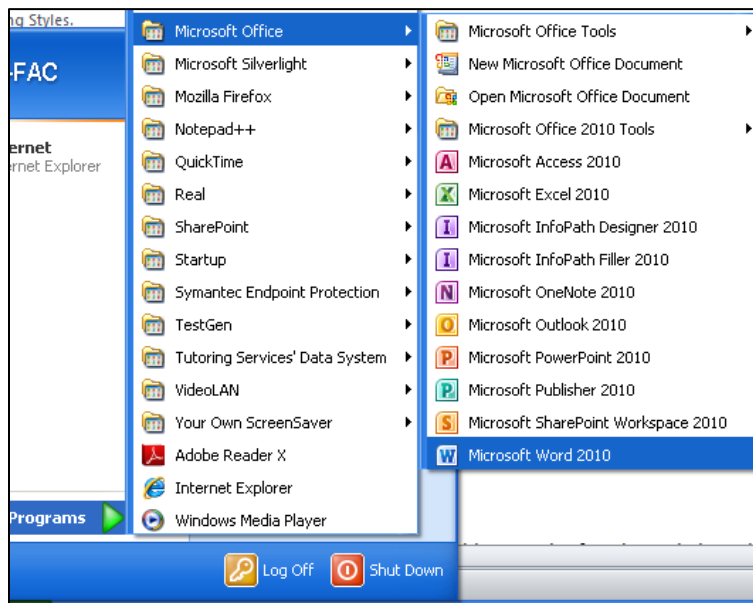 ng Styles.
-FAC
ernet
ernet Explorer
Programs
Microsoft Office
Microsoft Silverlight
Mozilla Firefox
Notepad++
QuickTime
Real
SharePoint
Startup
Symantec Endpoint Protection
TestGen
Tutoring Services' Data System
VideoLAN
Your Own ScreenSaver
Adobe Reader X
Internet Explorer
Windows Media Player
Microsoft Office Tools
New Microsoft Office Document
Open Microsoft Office Document
Microsoft Office 2010 Tools
Microsoft Access 2010
Microsoft Excel 2010
Microsoft InfoPath Designer 2010
Microsoft InfoPath Filler 2010
Microsoft OneNote 2010
Microsoft Outlook 2010
Microsoft PowerPoint 2010
Microsoft Publisher 2010
Microsoft SharePoint Workspace 2010
Microsoft Word 2010
Log Off
Shut Down